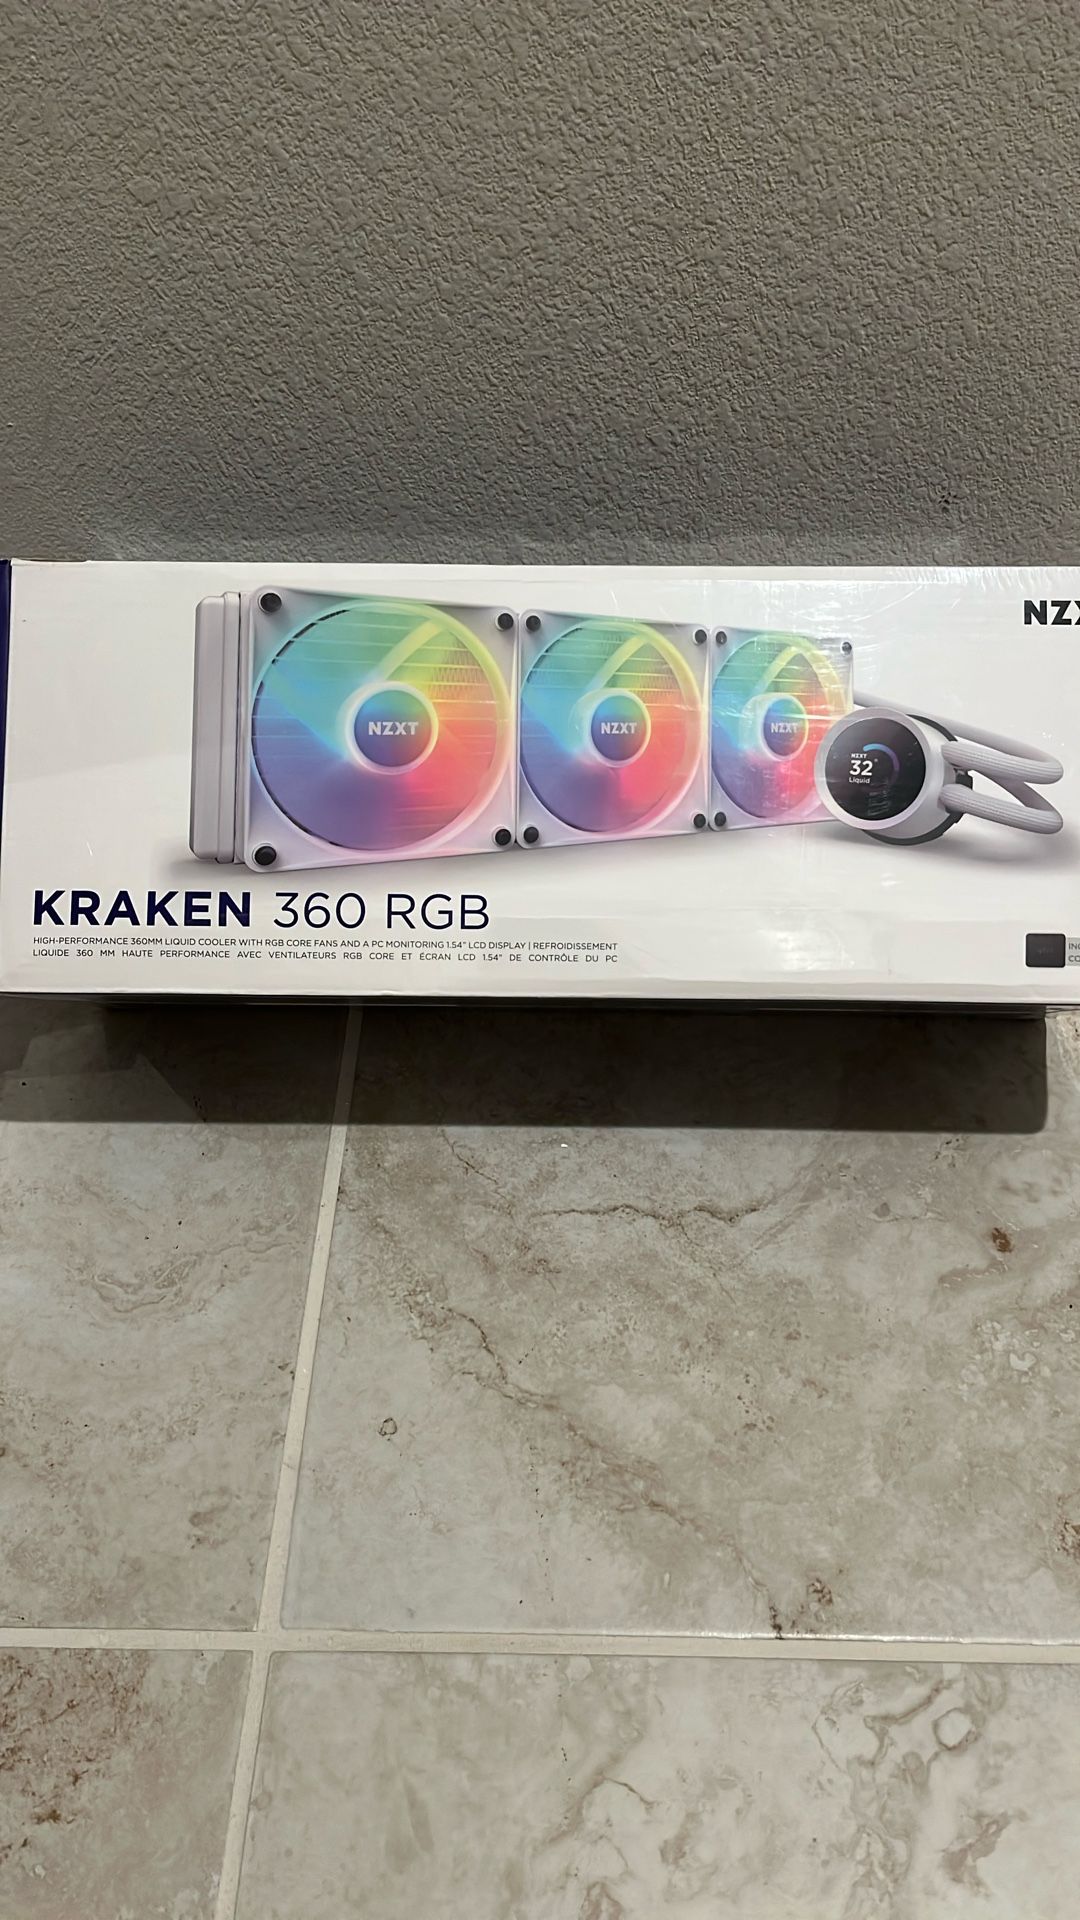 NZX
NZXT
NZXT
NZXT
NZXT
32°
Liquid
KRAKEN 360 RGB
HIGH-PERFORMANCE 360MM LIQUID COOLER WITH RGB CORE FANS AND A PC MONITORING 1.54" LCD DISPLAY | REFROIDISSEMENT
LIQUIDE 360 MM HAUTE PERFORMANCE AVEC VENTILATEURS RGB CORE ET ÉCRAN LCD 1.54" DE CONTRÔLE DU PC